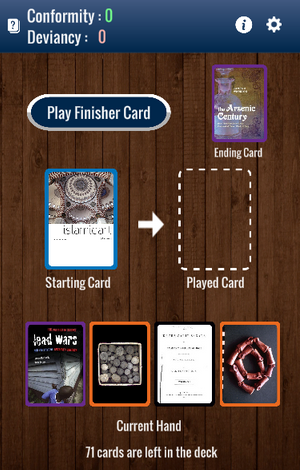 ?
Conformity : 0
Deviancy : 0
i
Play Finisher Card
The Arsenic
Century
Ending Card
islamicart
Starting Card
Played Card
lead Wars
Current Hand
71 cards are left in the deck